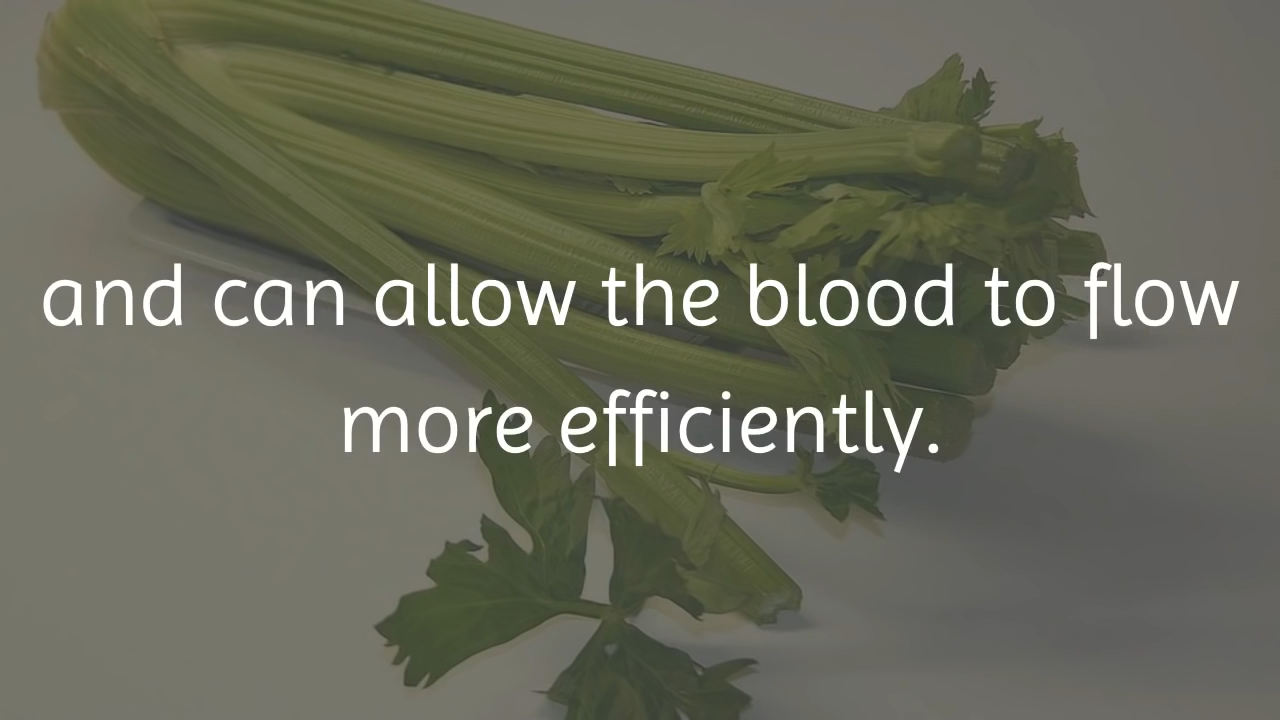 and can allow the blood to flow
more efficiently.